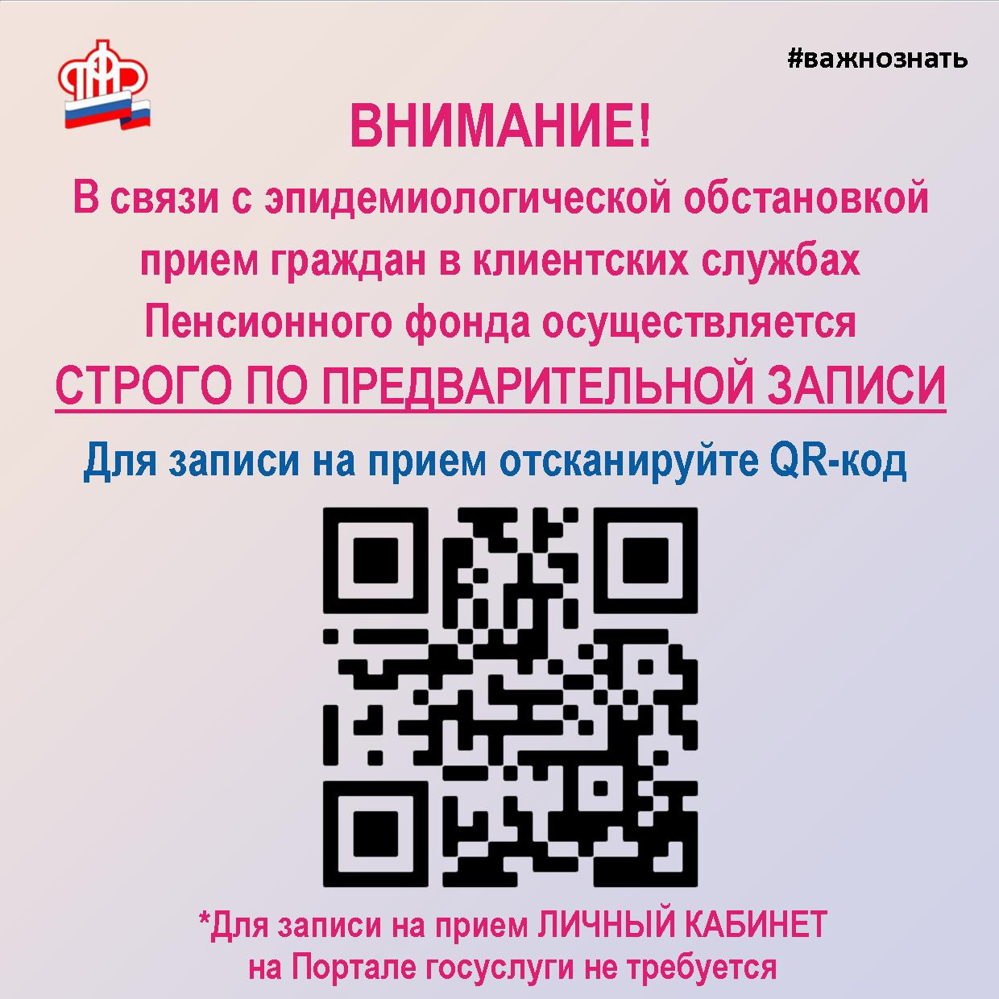 #важнознать
ВНИМАНИЕ!
В связи с эпидемиологической обстановкой
прием граждан в клиентских службах
Пенсионного фонда осуществляется
СТРОГО ПО ПРЕДВАРИТЕЛЬНОЙ ЗАПИСИ
Для записи на прием отсканируйте QR-код
*Для записи на прием ЛИЧНЫЙ КАБИНЕТ
на Портале госуслуги не требуется